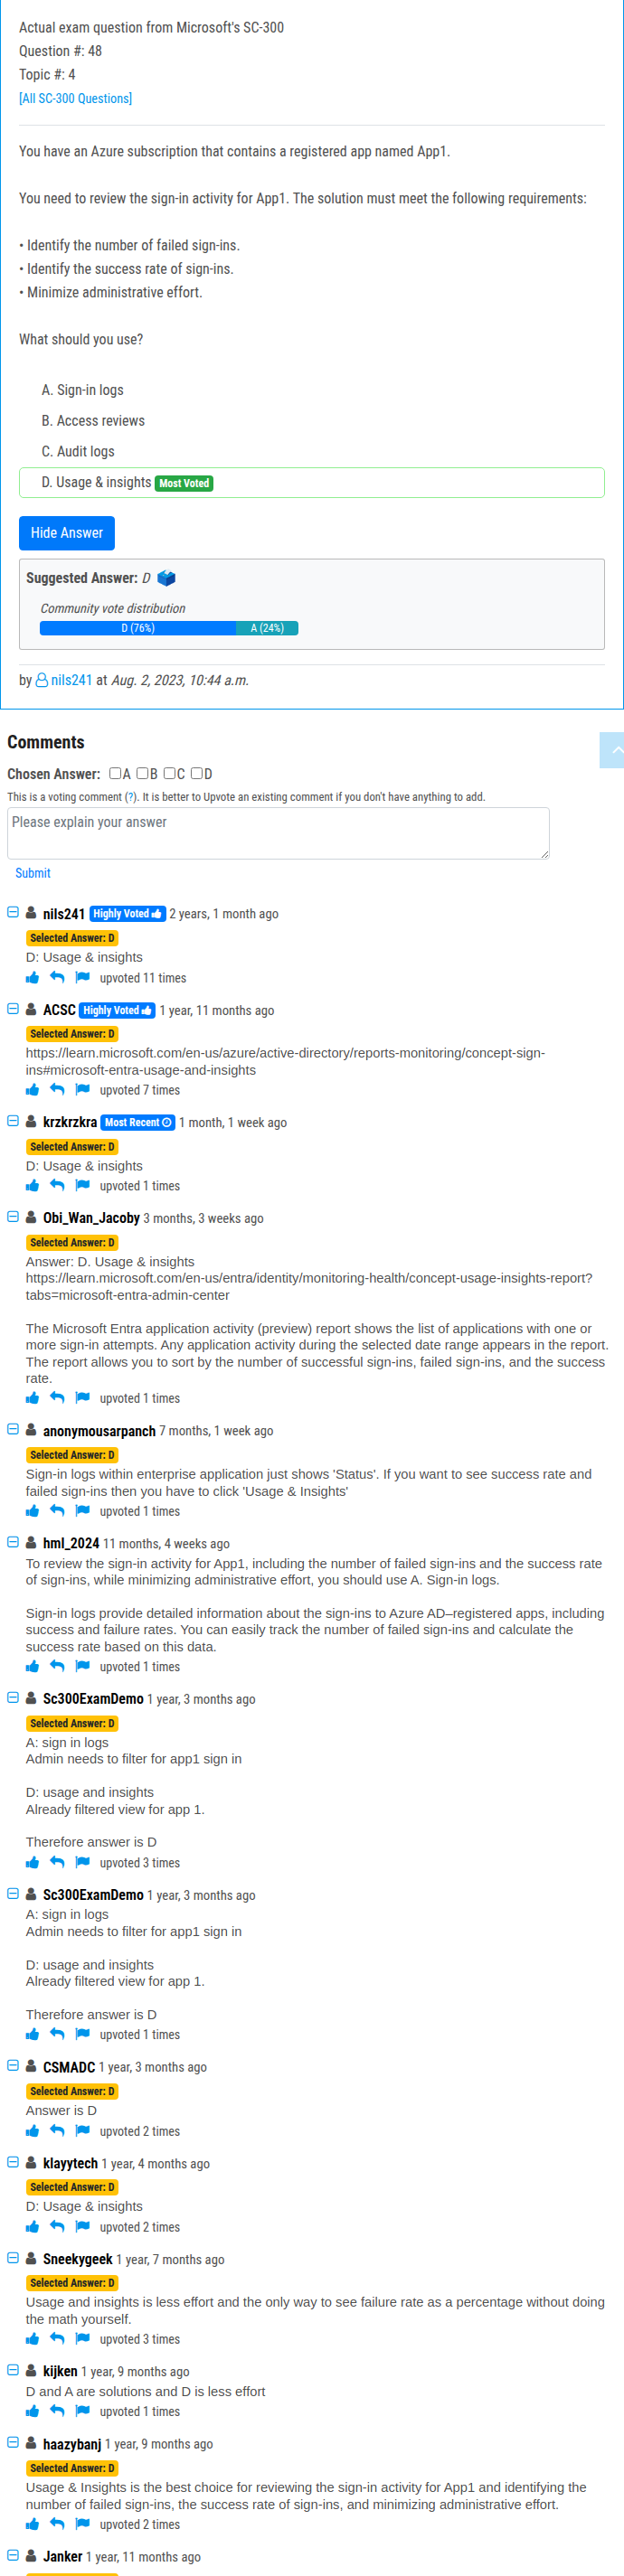 Actual exam question from Microsoft's SC-300
Question #: 48
Topic #: 4
[All SC-300 Questions]
You have an Azure subscription that contains a registered app named App1.
You need to review the sign-in activity for App1. The solution must meet the following requirements:
• Identify the number of failed sign-ins.
• Identify the success rate of sign-ins.
• Minimize administrative effort.
What should you use?
A. Sign-in logs
B. Access reviews
C. Audit logs
D. Usage & insights Most Voted
Hide Answer
Suggested Answer: D
Community vote distribution
D (76%) A (24%)
by nils241 at Aug. 2, 2023, 10:44 a.m.
Comments
Chosen Answer: A B C D
This is a voting comment (?). It is better to Upvote an existing comment if you don't have anything to add.
Please explain your answer
Submit
nils241 Highly Voted 2 years, 1 month ago
Selected Answer: D
D: Usage & insights
upvoted 11 times
ACSC Highly Voted 1 year, 11 months ago
Selected Answer: D
https://learn.microsoft.com/en-us/azure/active-directory/reports-monitoring/concept-sign-
ins#microsoft-entra-usage-and-insights
upvoted 7 times
krzkrzkra Most Recent 1 month, 1 week ago
Selected Answer: D
D: Usage & insights
upvoted 1 times
Obi_Wan_Jacoby 3 months, 3 weeks ago
Selected Answer: D
Answer: D. Usage & insights
https://learn.microsoft.com/en-us/entra/identity/monitoring-health/concept-usage-insights-report?
tabs=microsoft-entra-admin-center
The Microsoft Entra application activity (preview) report shows the list of applications with one or
more sign-in attempts. Any application activity during the selected date range appears in the report.
The report allows you to sort by the number of successful sign-ins, failed sign-ins, and the success
rate.
upvoted 1 times
anonymousarpanch 7 months, 1 week ago
Selected Answer: D
Sign-in logs within enterprise application just shows 'Status'. If you want to see success rate and
failed sign-ins then you have to click 'Usage & Insights'
upvoted 1 times
hml_2024 11 months, 4 weeks ago
To review the sign-in activity for App1, including the number of failed sign-ins and the success rate
of sign-ins, while minimizing administrative effort, you should use A. Sign-in logs.
Sign-in logs provide detailed information about the sign-ins to Azure AD–registered apps, including
success and failure rates. You can easily track the number of failed sign-ins and calculate the
success rate based on this data.
upvoted 1 times
Sc300ExamDemo 1 year, 3 months ago
Selected Answer: D
A: sign in logs
Admin needs to filter for app1 sign in
D: usage and insights
Already filtered view for app 1.
Therefore answer is D
upvoted 3 times
Sc300ExamDemo 1 year, 3 months ago
A: sign in logs
Admin needs to filter for app1 sign in
D: usage and insights
Already filtered view for app 1.
Therefore answer is D
upvoted 1 times
CSMADC 1 year, 3 months ago
Selected Answer: D
Answer is D
upvoted 2 times
klayytech 1 year, 4 months ago
Selected Answer: D
D: Usage & insights
upvoted 2 times
Sneekygeek 1 year, 7 months ago
Selected Answer: D
Usage and insights is less effort and the only way to see failure rate as a percentage without doing
the math yourself.
upvoted 3 times
kijken 1 year, 9 months ago
D and A are solutions and D is less effort
upvoted 1 times
haazybanj 1 year, 9 months ago
Selected Answer: D
Usage & Insights is the best choice for reviewing the sign-in activity for App1 and identifying the
number of failed sign-ins, the success rate of sign-ins, and minimizing administrative effort.
upvoted 2 times
Janker 1 year, 11 months ago